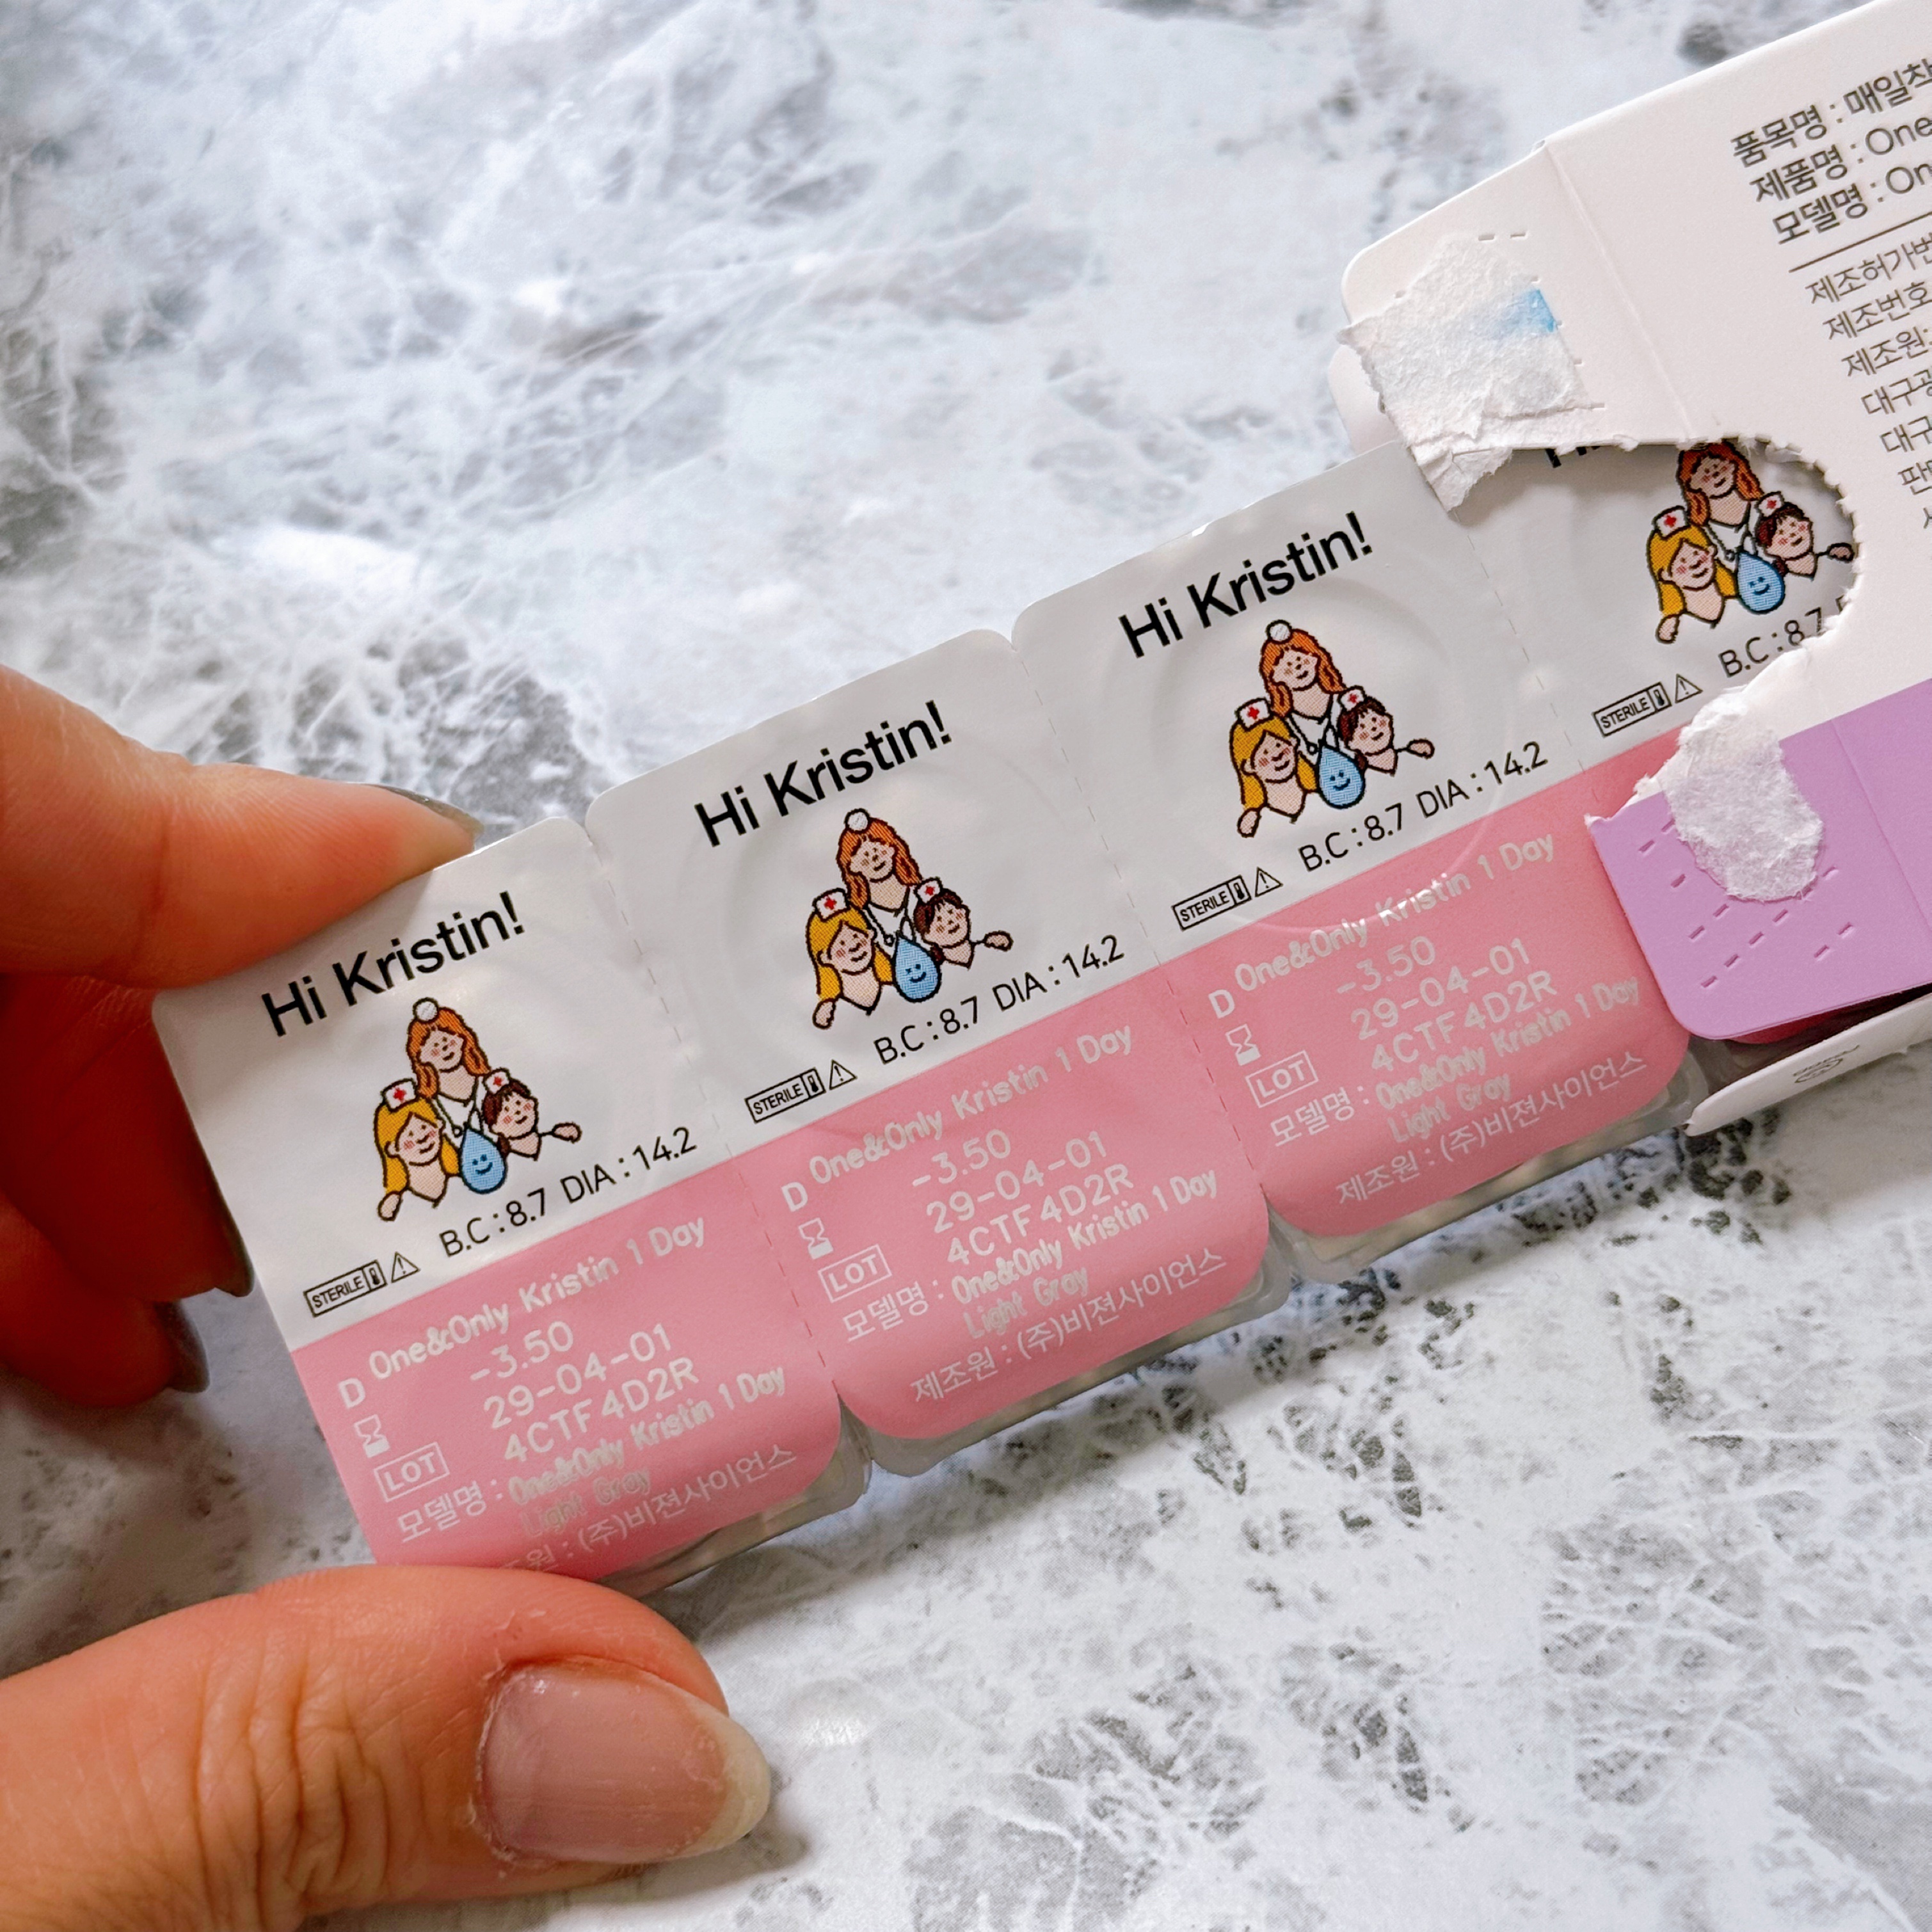 Hi Kristin!
STERILE B.C : 8.7 DIA : 14.2
One&Only Kristin 1 Day
D -3.50
29-04-01
LOT 4CTF4D2R
모델명 : One&Only Kristin 1 Day
Light Gray
원 : (주)비젼사이언스
Hi Kristin!
STERILE B.C : 8.7 DIA : 14.2
One&Only Kristin 1 Day
D -3.50
29-04-01
LOT 4CTF4D2R
모델명 : One&Only Kristin 1 Day
Light Gray
제조원 : (주)비젼사이언스
Hi Kristin!
STERILE B.C : 8.7 DIA : 14.2
One&Only Kristin 1 Day
D -3.50
29-04-01
LOT 4CTF4D2R
모델명 : One&Only Kristin 1 Day
Light Gray
제조원 : (주)비젼사이언스
STERILE B.C : 8.7
품목명 : 매일착
제품명 : One
모델명 : On
제조허가번
제조번호
제조원:
대구광
대구